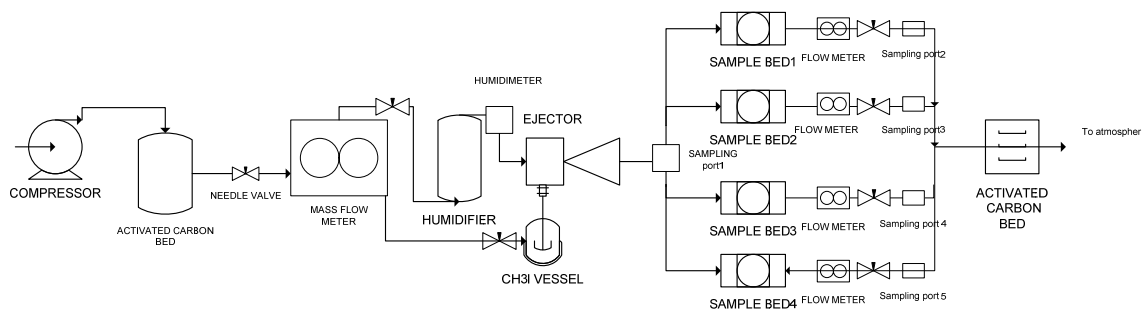 COMPRESSOR
ACTIVATED CARBON
BED
NEEDLE VALVE
MASS FLOW
METER
HUMIDIMETER
HUMIDIFIER
EJECTOR
CH3I VESSEL
SAMPLING
port1
SAMPLE BED1
FLOW METER
Sampling port2
SAMPLE BED2
FLOW METER
Sampling port3
SAMPLE BED3
FLOW METER
Sampling port 4
SAMPLE BED4
FLOW METER
Sampling port 5
ACTIVATED
CARBON
BED
To atmospher